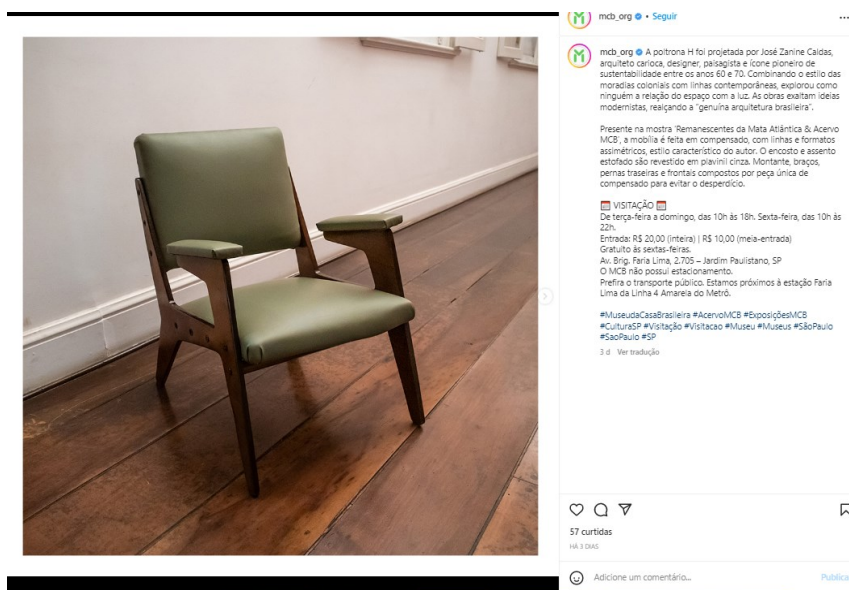 mcb_org • Seguir
mcb_org A poltrona H foi projetada por José Zanine Caldas,
arquiteto carioca, designer, paisagista e ícone pioneiro de
sustentabilidade entre os anos 60 e 70. Combinando o estilo das
moradias coloniais com linhas contemporâneas, explorou como
ninguém a relação do espaço com a luz. As obras exaltam ideias
modernistas, realçando a "genuína arquitetura brasileira".
Presente na mostra 'Remanescentes da Mata Atlântica & Acervo
MCB', a mobília é feita em compensado, com linhas e formatos
assimétricos, estilo característico do autor. O encosto e assento
estofado são revestido em plavinil cinza. Montante, braços,
pernas traseiras e frontais compostos por peça única de
compensado para evitar o desperdício.
VISITAÇÃO
De terça-feira a domingo, das 10h às 18h. Sexta-feira, das 10h às
22h.
Entrada: R$ 20,00 (inteira) | R$ 10,00 (meia-entrada)
Gratuito às sextas-feiras.
Av. Brig. Faria Lima, 2.705 – Jardim Paulistano, SP
O MCB não possui estacionamento.
Prefira o transporte público. Estamos próximos à estação Faria
Lima da Linha 4 Amarela do Metrô.
#MuseudaCasaBrasileira #AcervoMCB #ExposiçõesMCB
#CulturaSP #Visitação #Visitacao #Museu #Museus #SãoPaulo
#SaoPaulo #SP
3 d Ver tradução
57 curtidas
HÁ 3 DIAS
Adicione um comentário... Publica